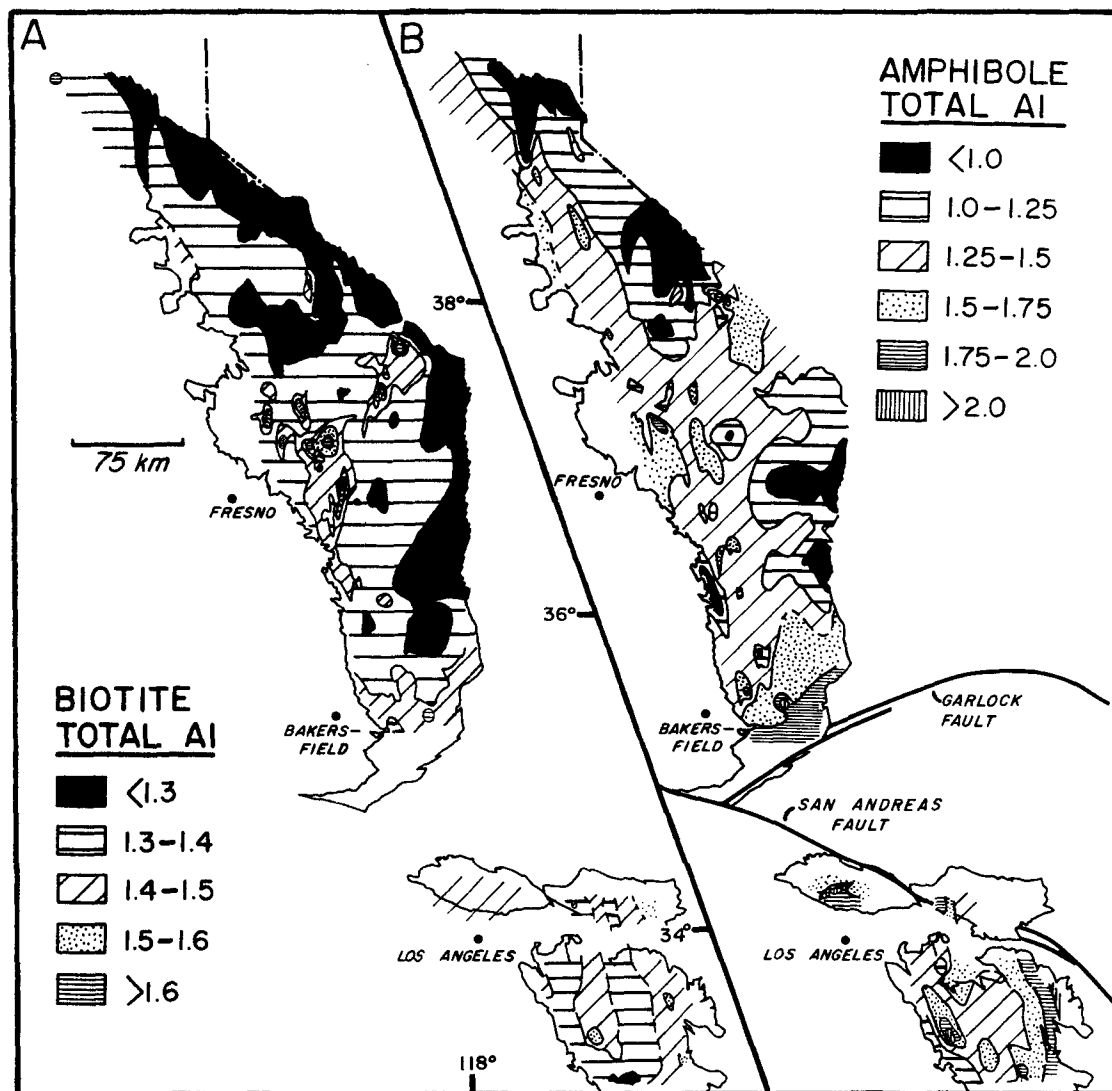 A
B
AMPHIBOLE
TOTAL Al
<1.0
1.0-1.25
1.25-1.5
1.5-1.75
1.75-2.0
>2.0
38°
75 km
FRESNO
FRESNO
36°
BIOTITE
TOTAL Al
<1.3
1.3-1.4
1.4-1.5
1.5-1.6
>1.6
BAKERS-
FIELD
BAKERS-
FIELD
GARLOCK
FAULT
SAN ANDREAS
FAULT
34°
LOS ANGELES
LOS ANGELES
118°